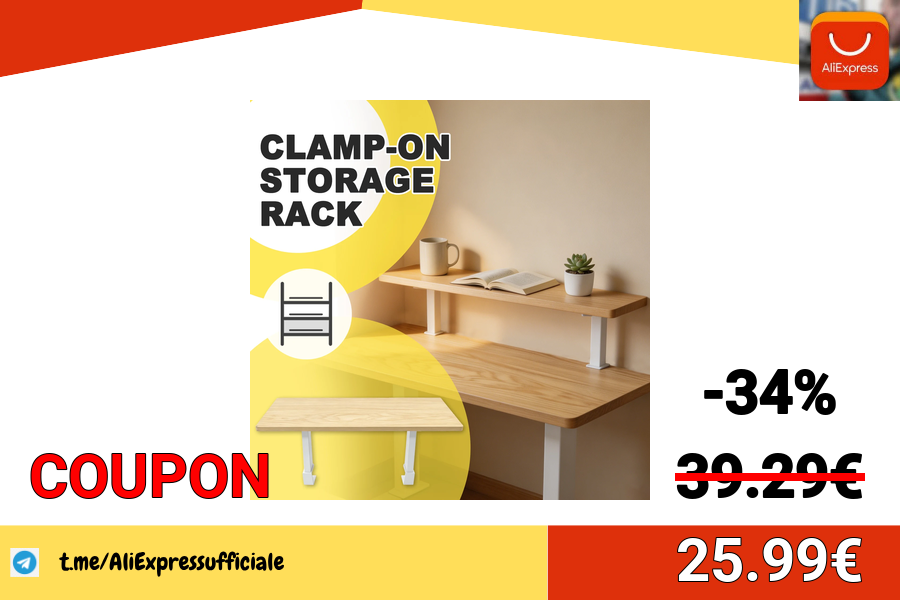 AliExpress
CLAMP-ON
STORAGE
RACK
-34%
COUPON
39.29€
t.me/AliExpressufficiale
25.99€